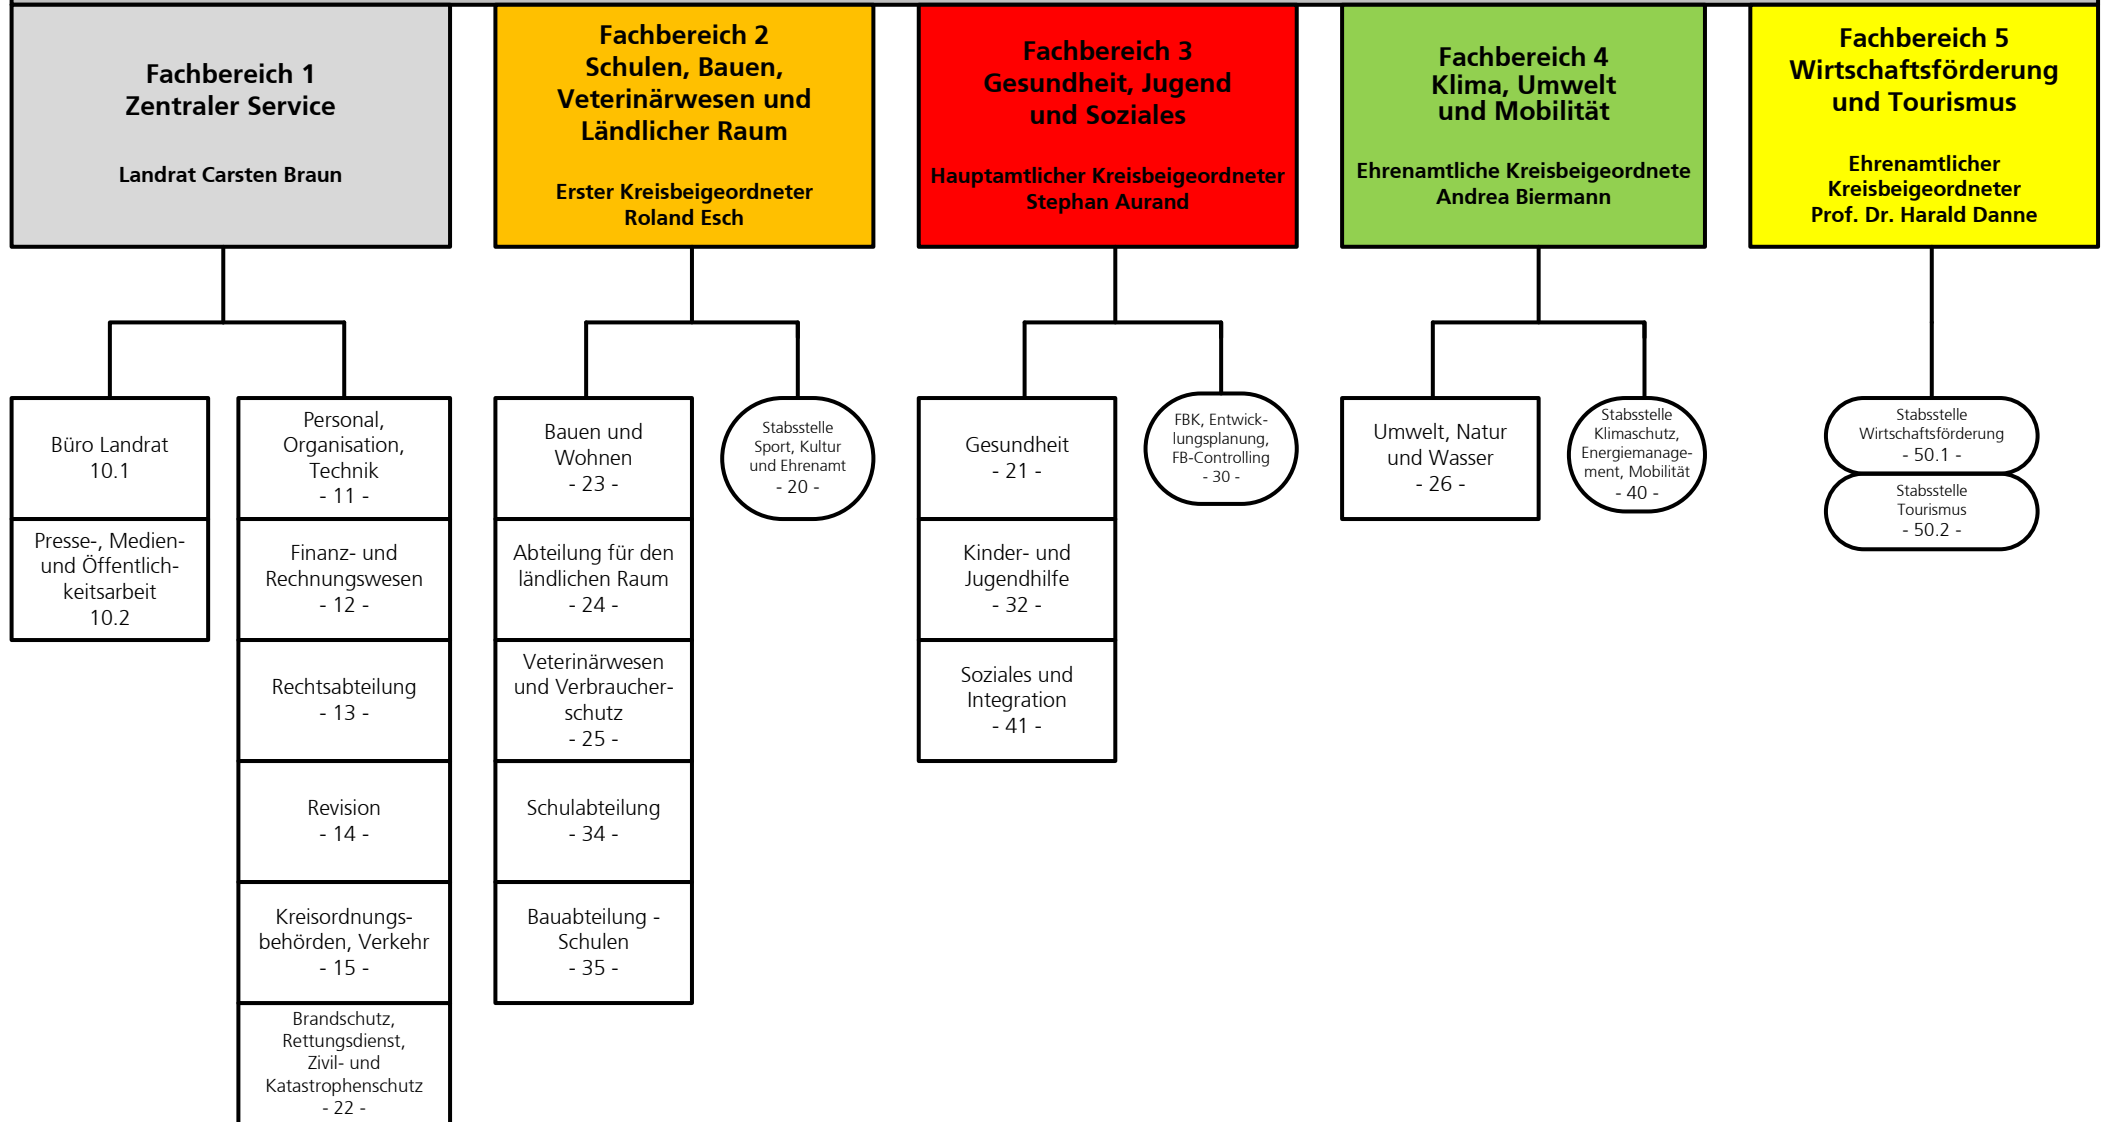 Fachbereich 1
Zentraler Service
Landrat Carsten Braun
Fachbereich 2
Schulen, Bauen,
Veterinärwesen und
Ländlicher Raum
Erster Kreisbeigeordneter
Roland Esch
Fachbereich 3
Gesundheit, Jugend
und Soziales
Hauptamtlicher Kreisbeigeordneter
Stephan Aurand
Fachbereich 4
Klima, Umwelt
und Mobilität
Ehrenamtliche Kreisbeigeordnete
Andrea Biermann
Fachbereich 5
Wirtschaftsförderung
und Tourismus
Ehrenamtlicher
Kreisbeigeordneter
Prof. Dr. Harald Danne
Büro Landrat
10.1
Presse-, Medien-
und Öffentlich-
keitsarbeit
10.2
Personal,
Organisation,
Technik
- 11 -
Finanz- und
Rechnungswesen
- 12 -
Rechtsabteilung
- 13 -
Revision
- 14 -
Kreisordnungs-
behörden, Verkehr
- 15 -
Brandschutz,
Rettungsdienst,
Zivil- und
Katastrophenschutz
- 22 -
Bauen und
Wohnen
- 23 -
Abteilung für den
ländlichen Raum
- 24 -
Veterinärwesen
und Verbraucher-
schutz
- 25 -
Schulabteilung
- 34 -
Bauabteilung -
Schulen
- 35 -
Stabsstelle
Sport, Kultur
und Ehrenamt
- 20 -
Gesundheit
- 21 -
Kinder- und
Jugendhilfe
- 32 -
Soziales und
Integration
- 41 -
FBK, Entwick-
lungsplanung,
FB-Controlling
- 30 -
Umwelt, Natur
und Wasser
- 26 -
Stabsstelle
Klimaschutz,
Energiemanage-
ment, Mobilität
- 40 -
Stabsstelle
Wirtschaftsförderung
- 50.1 -
Stabsstelle
Tourismus
- 50.2 -